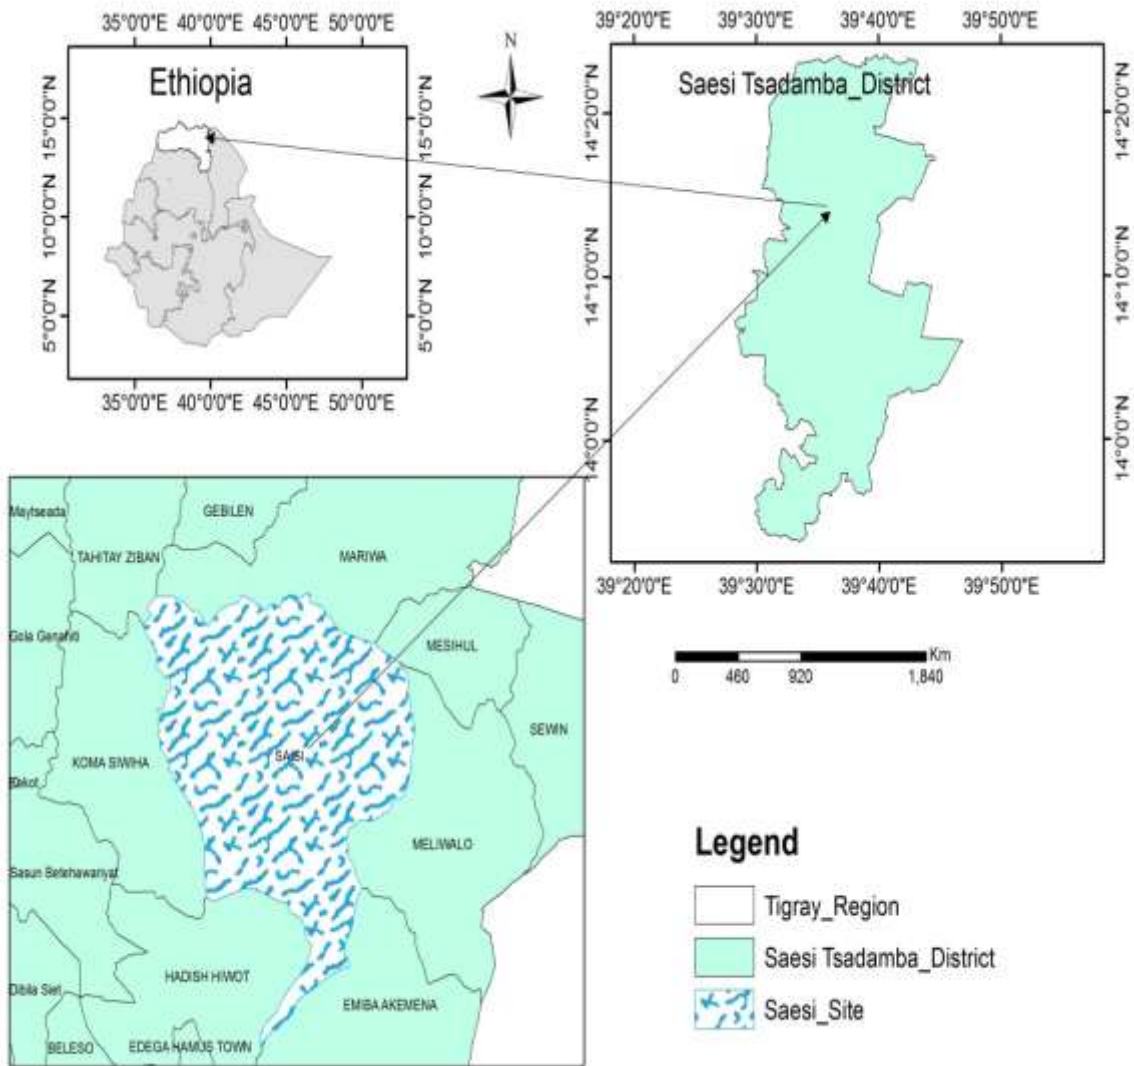 35°0'0"E 40°0'0"E 45°0'0"E 50°0'0"E
Ethiopia
15°0'0"N
10°0'0"N
5°0'0"N
15°0'0"N
10°0'0"N
5°0'0"N
35°0'0"E 40°0'0"E 45°0'0"E 50°0'0"E
N
39°20'0"E 39°30'0"E 39°40'0"E 39°50'0"E
Saesi Tsadamba_District
14°20'0"N
14°10'0"N
14°0'0"N
14°20'0"N
14°10'0"N
14°0'0"N
39°20'0"E 39°30'0"E 39°40'0"E 39°50'0"E
Km
0 460 920 1,840
Maytseada
GEBILEN
TAHITAY ZIBAN
MARIWA
Gola Genahti
MESIHUL
SEWIN
KOMA SIWIHA
SAISI
MELIWALO
Sasun Betehawariyat
HADISH HIWOT
EMIBA AKEMENA
Dibla Siet
BELESO
EDEGA HAMUS TOWN
Legend
Tigray_Region
Saesi Tsadamba_District
Saesi_Site